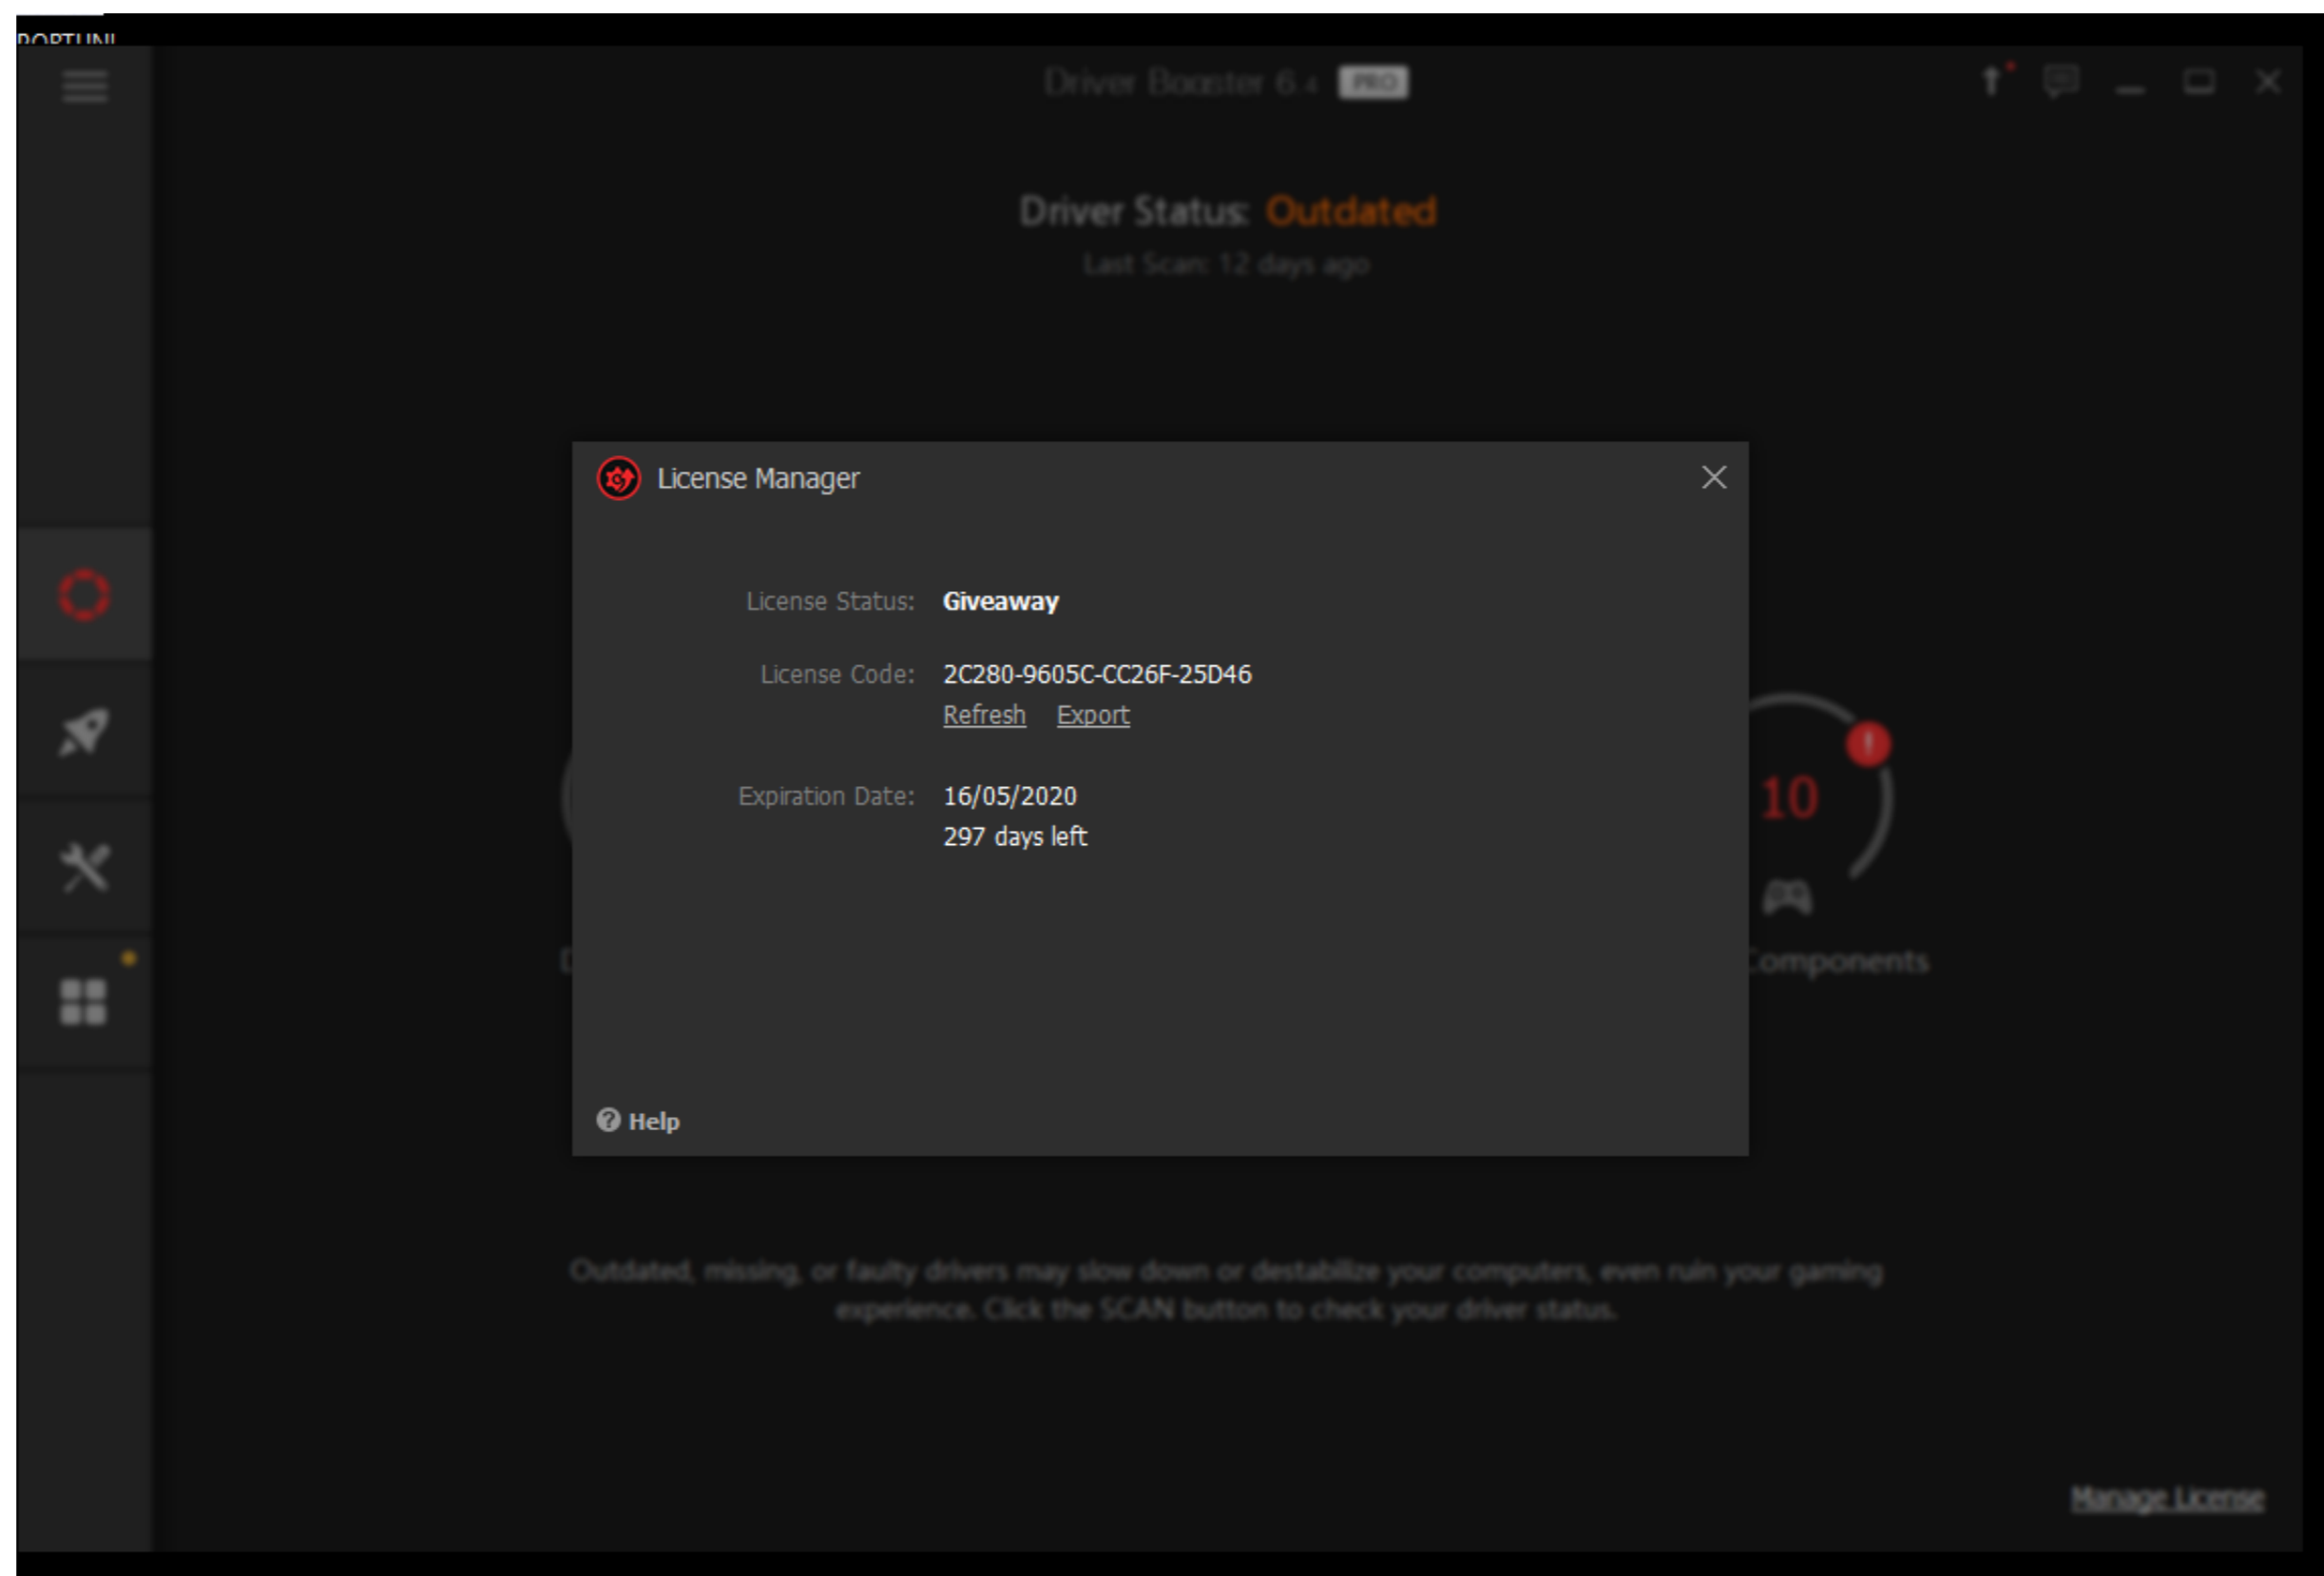 Driver Booster 6.4 PRO
Driver Status: Outdated
Last Scan: 12 days ago
License Manager
License Status: Giveaway
License Code: 2C280-9605C-CC26F-25D46
Refresh Export
Expiration Date: 16/05/2020
297 days left
10
Components
Help
Outdated, missing, or faulty drivers may slow down or destabilize your computers, even ruin your gaming
experience. Click the SCAN button to check your driver status.
Manage License